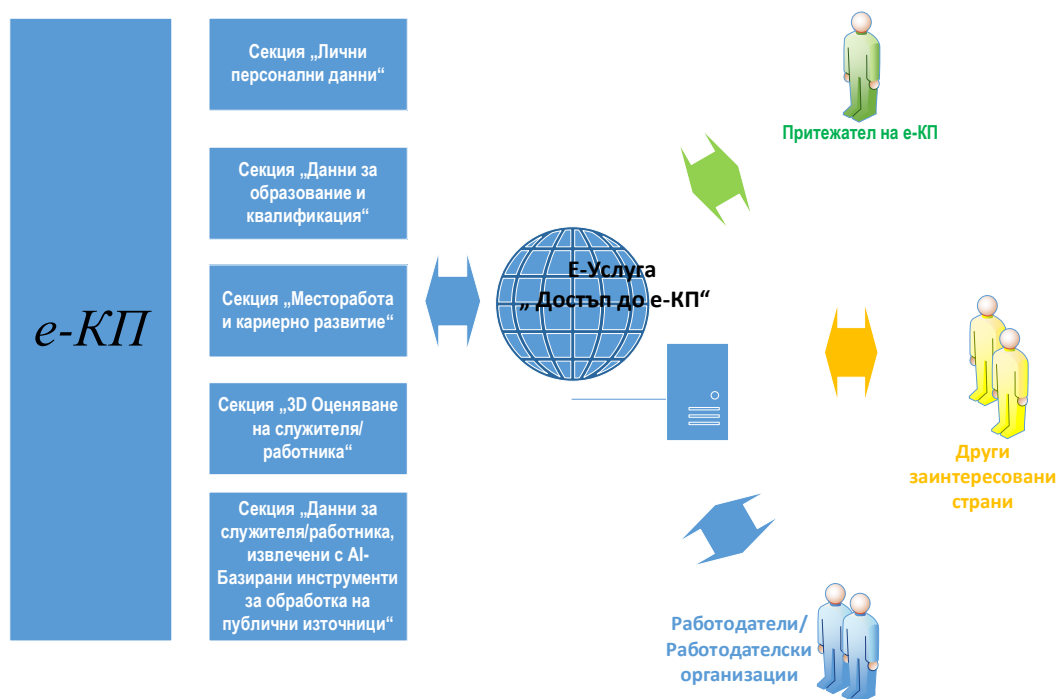 е-КП
Секция „Лични
персонални данни“
Секция „Данни за
образование и
квалификация“
Секция „Месторабота
и кариерно развитие“
Секция „3D Оценяване
на служителя/
работника“
Секция „Данни за
служителя/работника,
извлечени с AI-
Базирани инструменти
за обработка на
публични източници“
Е-Услуга
„ Достъп до е-КП“
Притежател на е-КП
Други
заинтересовани
страни
Работодатели/
Работодателски
организации